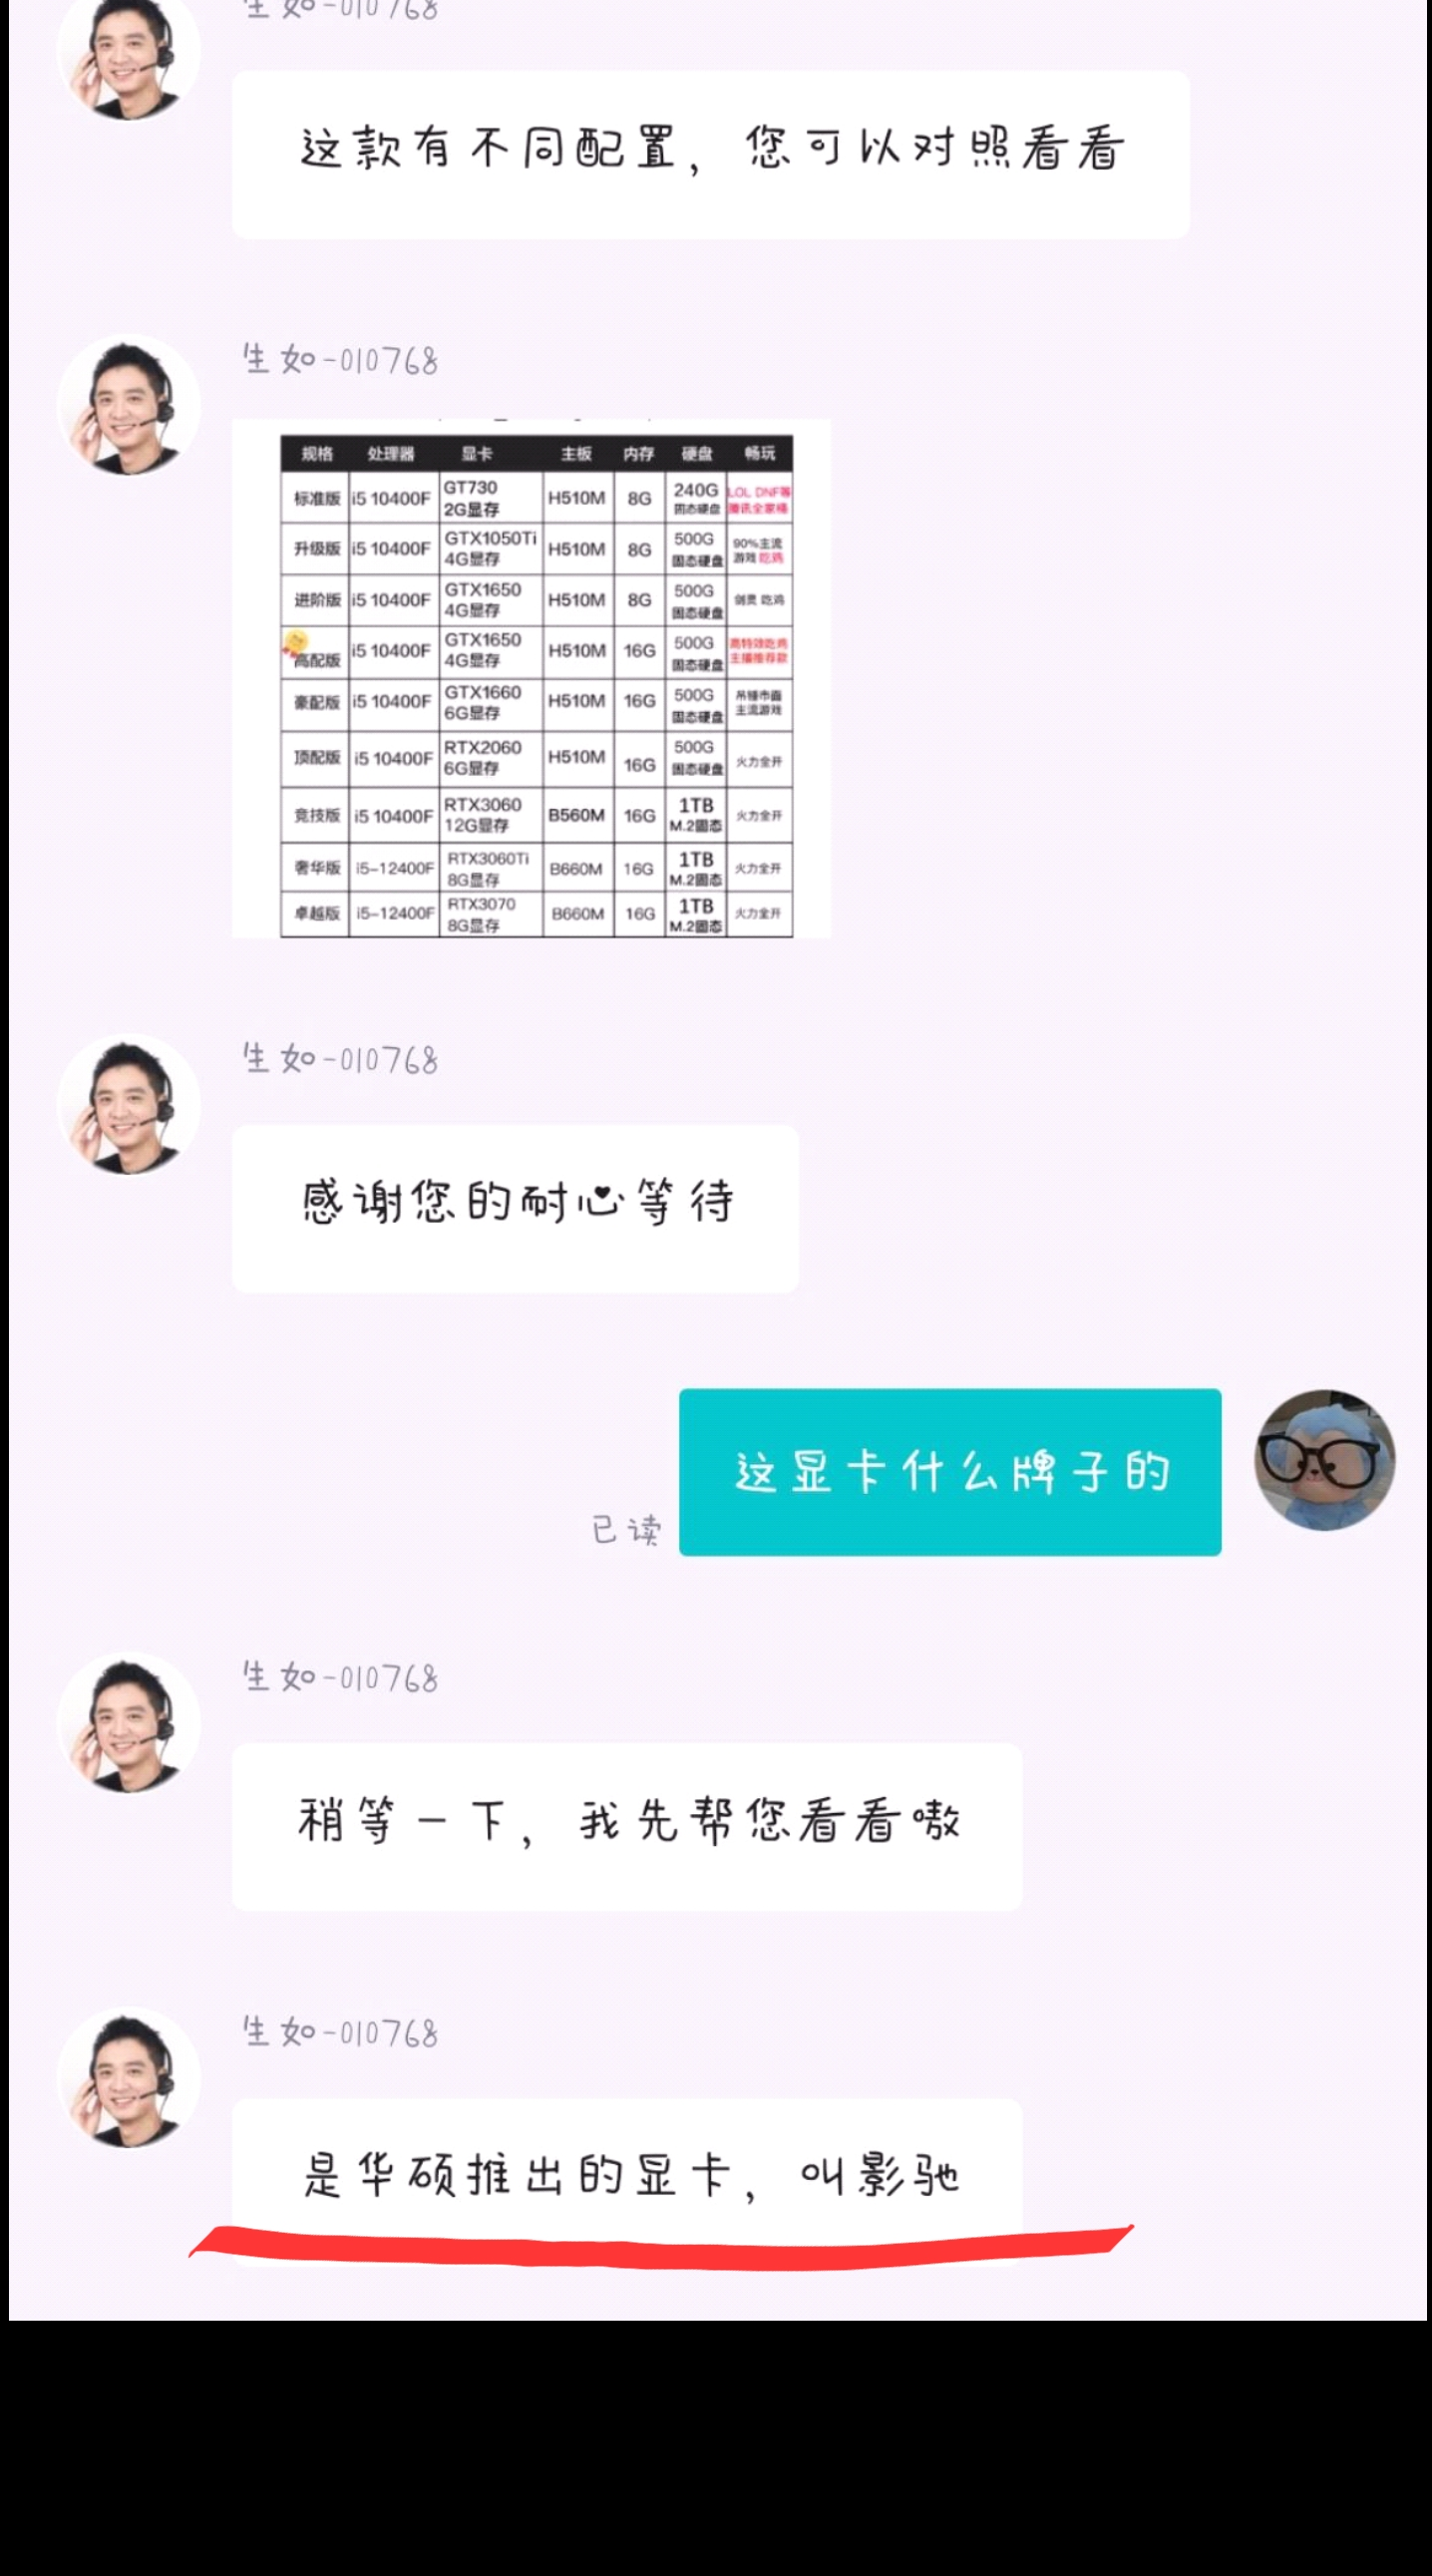 生如-010768
这款有不同配置，您可以对照看看
生如-010768
规格 处理器 显卡 主板 内存 硬盘 畅玩
标准版 i5 10400F GT730 2G显存 H510M 8G 240G 固态硬盘 LOL DNF等 腾讯全家桶
升级版 i5 10400F GTX1050Ti 4G显存 H510M 8G 500G 固态硬盘 90%主流 游戏 吃鸡
进阶版 i5 10400F GTX1650 4G显存 H510M 8G 500G 固态硬盘 剑灵 吃鸡
高配版 i5 10400F GTX1650 4G显存 H510M 16G 500G 固态硬盘 高特效吃鸡 主播推荐款
豪配版 i5 10400F GTX1660 6G显存 H510M 16G 500G 固态硬盘 吊锤市面 主流游戏
顶配版 i5 10400F RTX2060 6G显存 H510M 16G 500G 固态硬盘 火力全开
竞技版 i5 10400F RTX3060 12G显存 B560M 16G 1TB M.2固态 火力全开
奢华版 i5-12400F RTX3060Ti 8G显存 B660M 16G 1TB M.2固态 火力全开
卓越版 i5-12400F RTX3070 8G显存 B660M 16G 1TB M.2固态 火力全开
生如-010768
感谢您的耐心等待
这显卡什么牌子的
已读
生如-010768
稍等一下，我先帮您看看嗷
生如-010768
是华硕推出的显卡，叫影驰